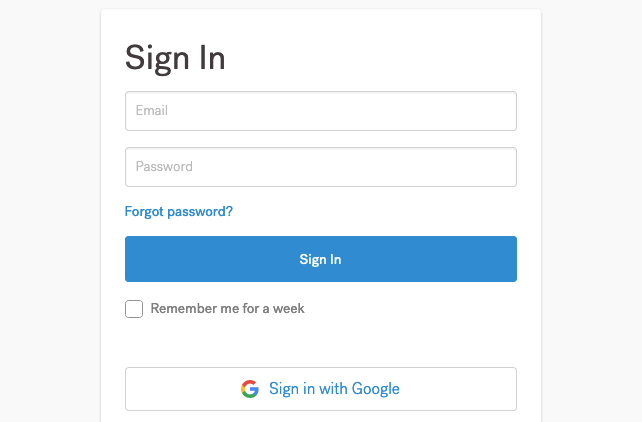 Sign In
Email
Password
Forgot password?
Sign In
Remember me for a week
Sign in with Google